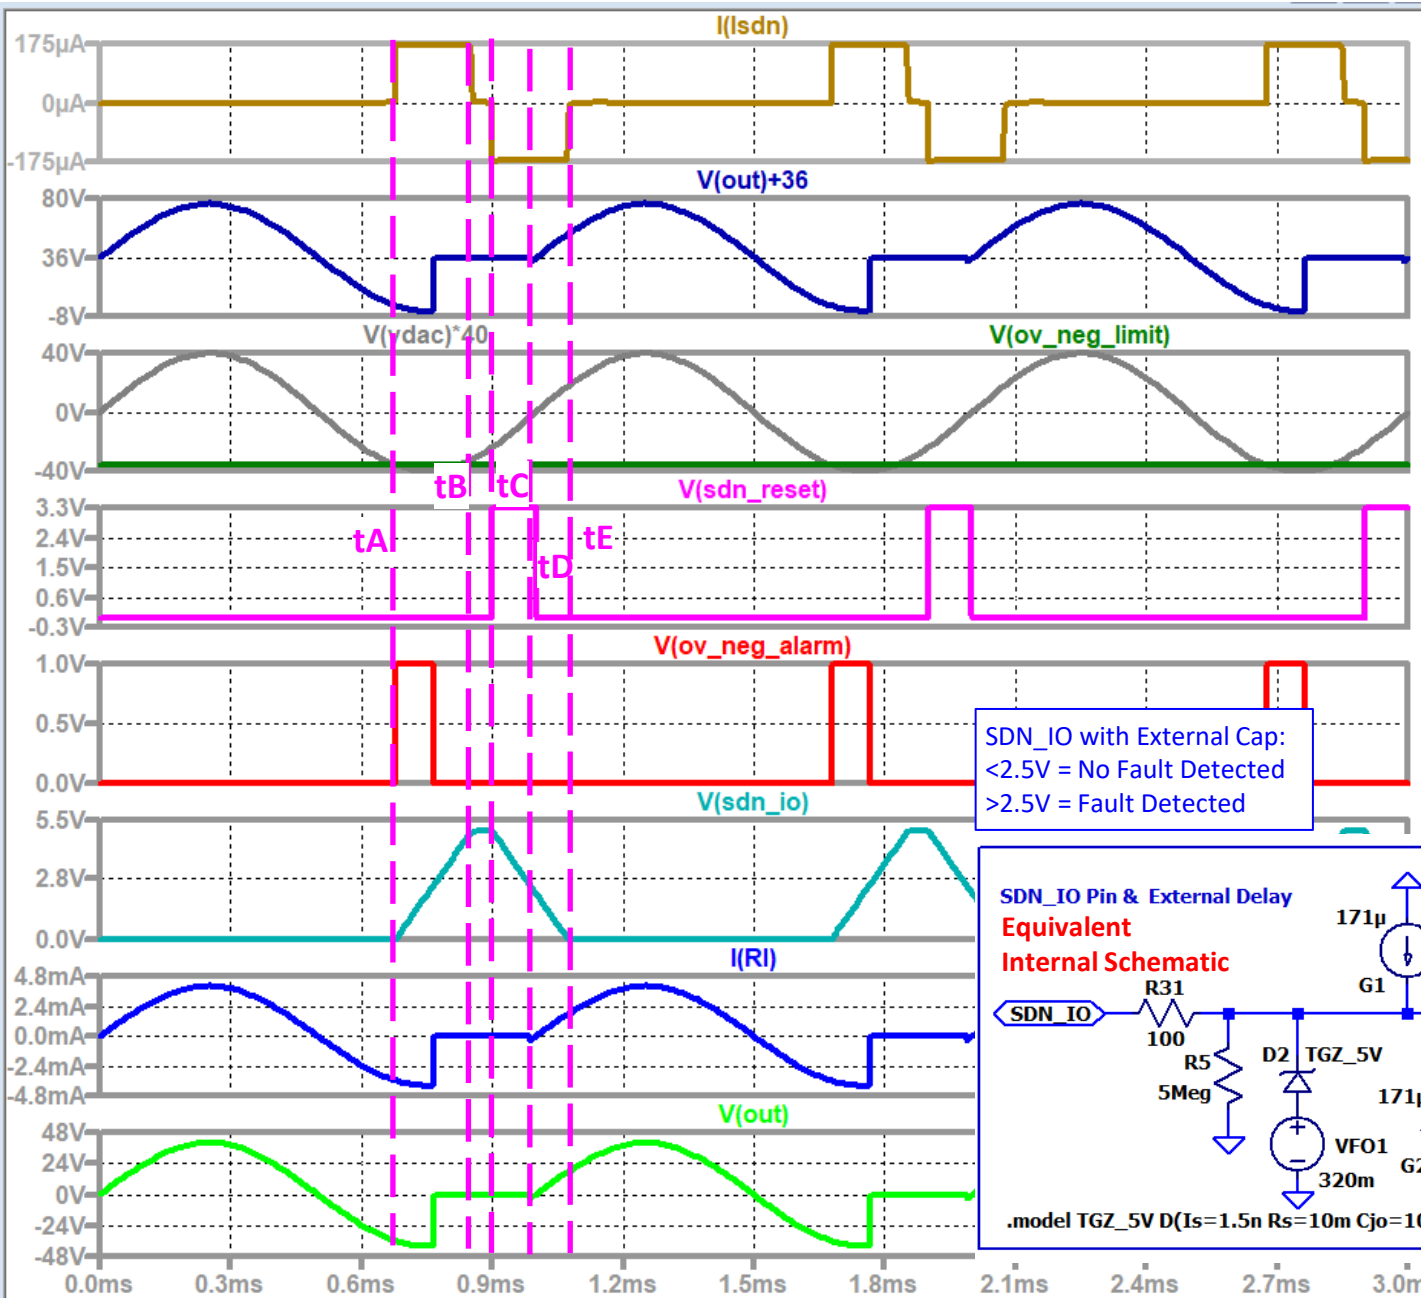 I(Isdn)
175µA
0µA
-175µA
V(out)+36
80V
36V
-8V
V(vdac)*40
V(ov_neg_limit)
40V
0V
-40V
tB
tC
V(sdn_reset)
3.3V
2.4V
1.5V
0.6V
-0.3V
tA
tD
tE
V(ov_neg_alarm)
1.0V
0.5V
0.0V
SDN_IO with External Cap:
<2.5V = No Fault Detected
>2.5V = Fault Detected
V(sdn_io)
5.5V
2.8V
0.0V
SDN_IO Pin & External Delay
Equivalent
Internal Schematic
171µ
G1
R31
SDN_IO
100
R5
5Meg
D2
TGZ_5V
171µ
VFO1
320m
.model TGZ_5V D(Is=1.5n Rs=10m Cjo=10
I(RI)
4.8mA
2.4mA
0.0mA
-2.4mA
-4.8mA
V(out)
48V
24V
0V
-24V
-48V
0.0ms
0.3ms
0.6ms
0.9ms
1.2ms
1.5ms
1.8ms
2.1ms
2.4ms
2.7ms